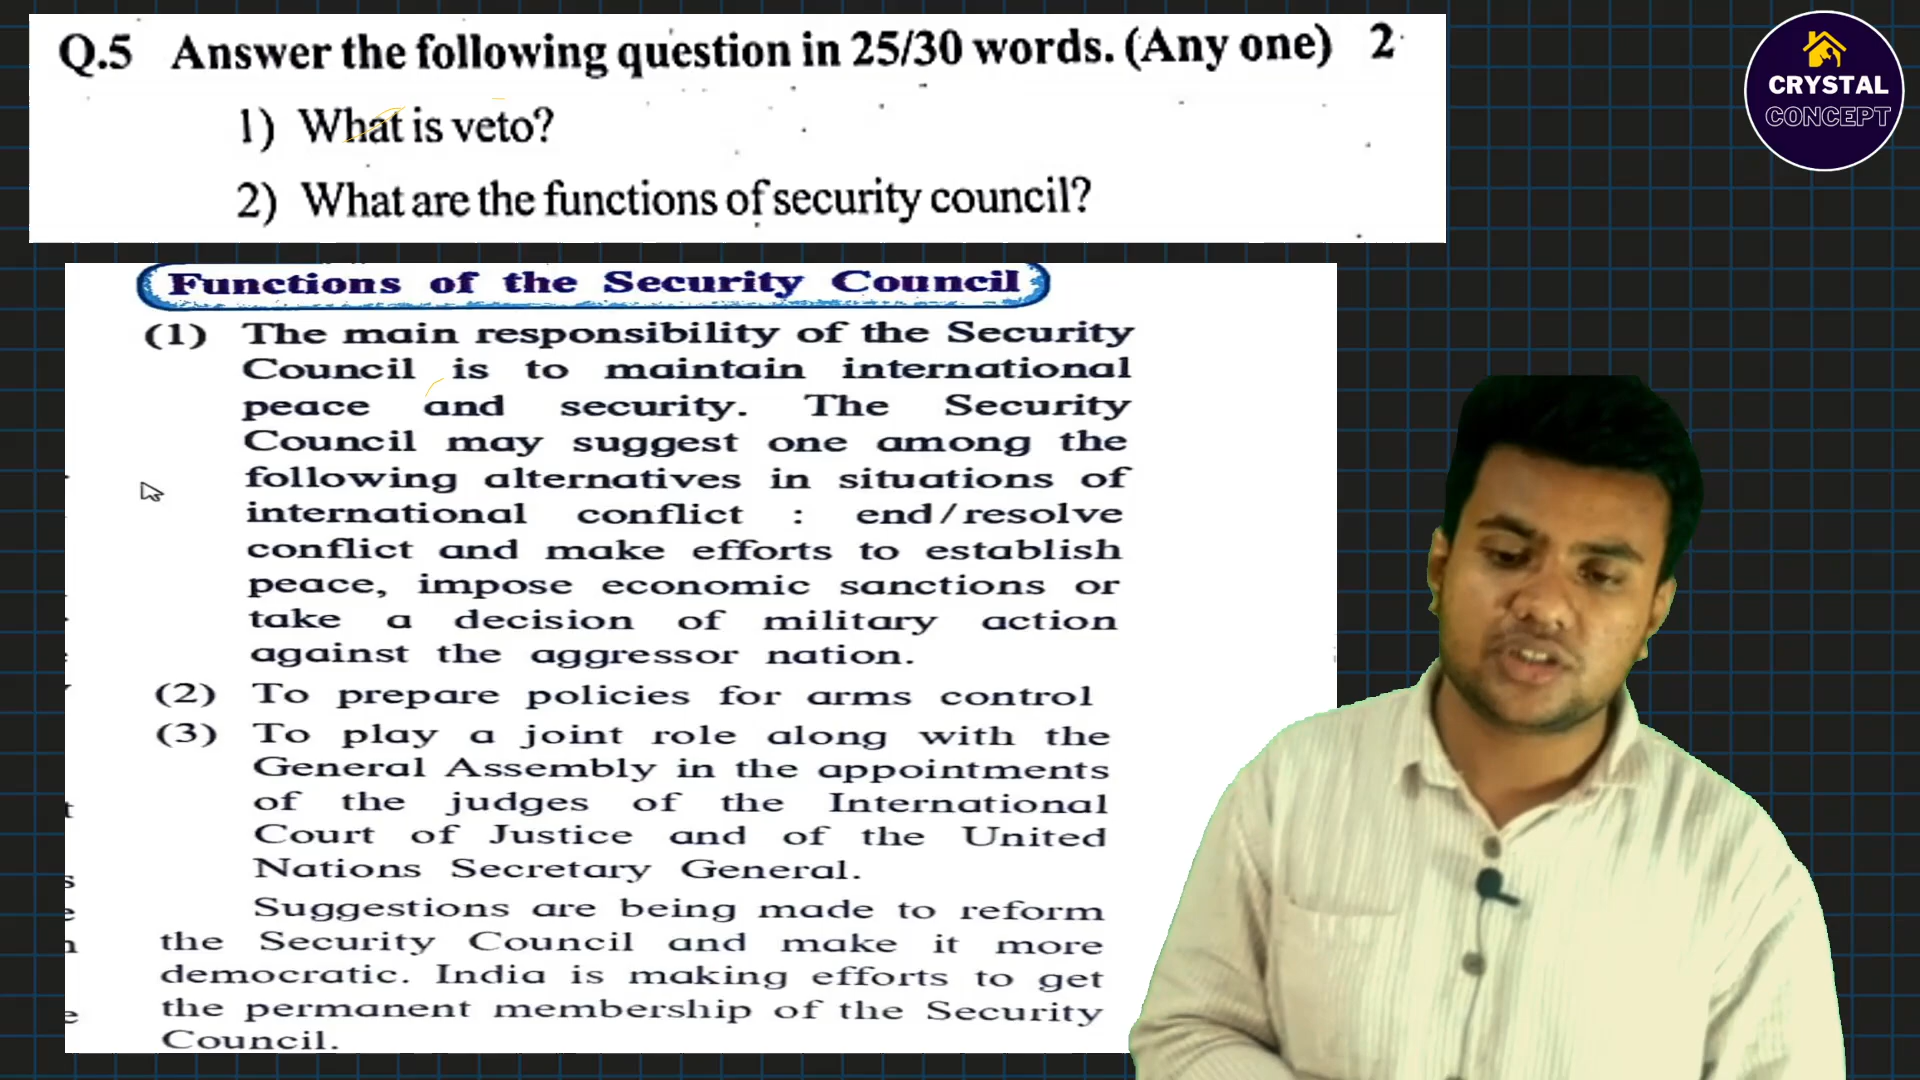 Q.5 Answer the following question in 25/30 words. (Any one) 2
1) What is veto?
2) What are the functions of security council?
CRYSTAL
CONCEPT
Functions of the Security Council
(1) The main responsibility of the Security
Council is to maintain international
peace and security. The Security
Council may suggest one among the
following alternatives in situations of
international conflict : end/resolve
conflict and make efforts to establish
peace, impose economic sanctions or
take a decision of military action
against the aggressor nation.
(2) To prepare policies for arms control
(3) To play a joint role along with the
General Assembly in the appointments
of the judges of the International
Court of Justice and of the United
Nations Secretary General.
Suggestions are being made to reform
the Security Council and make it more
democratic. India is making efforts to get
the permanent membership of the Security
Council.